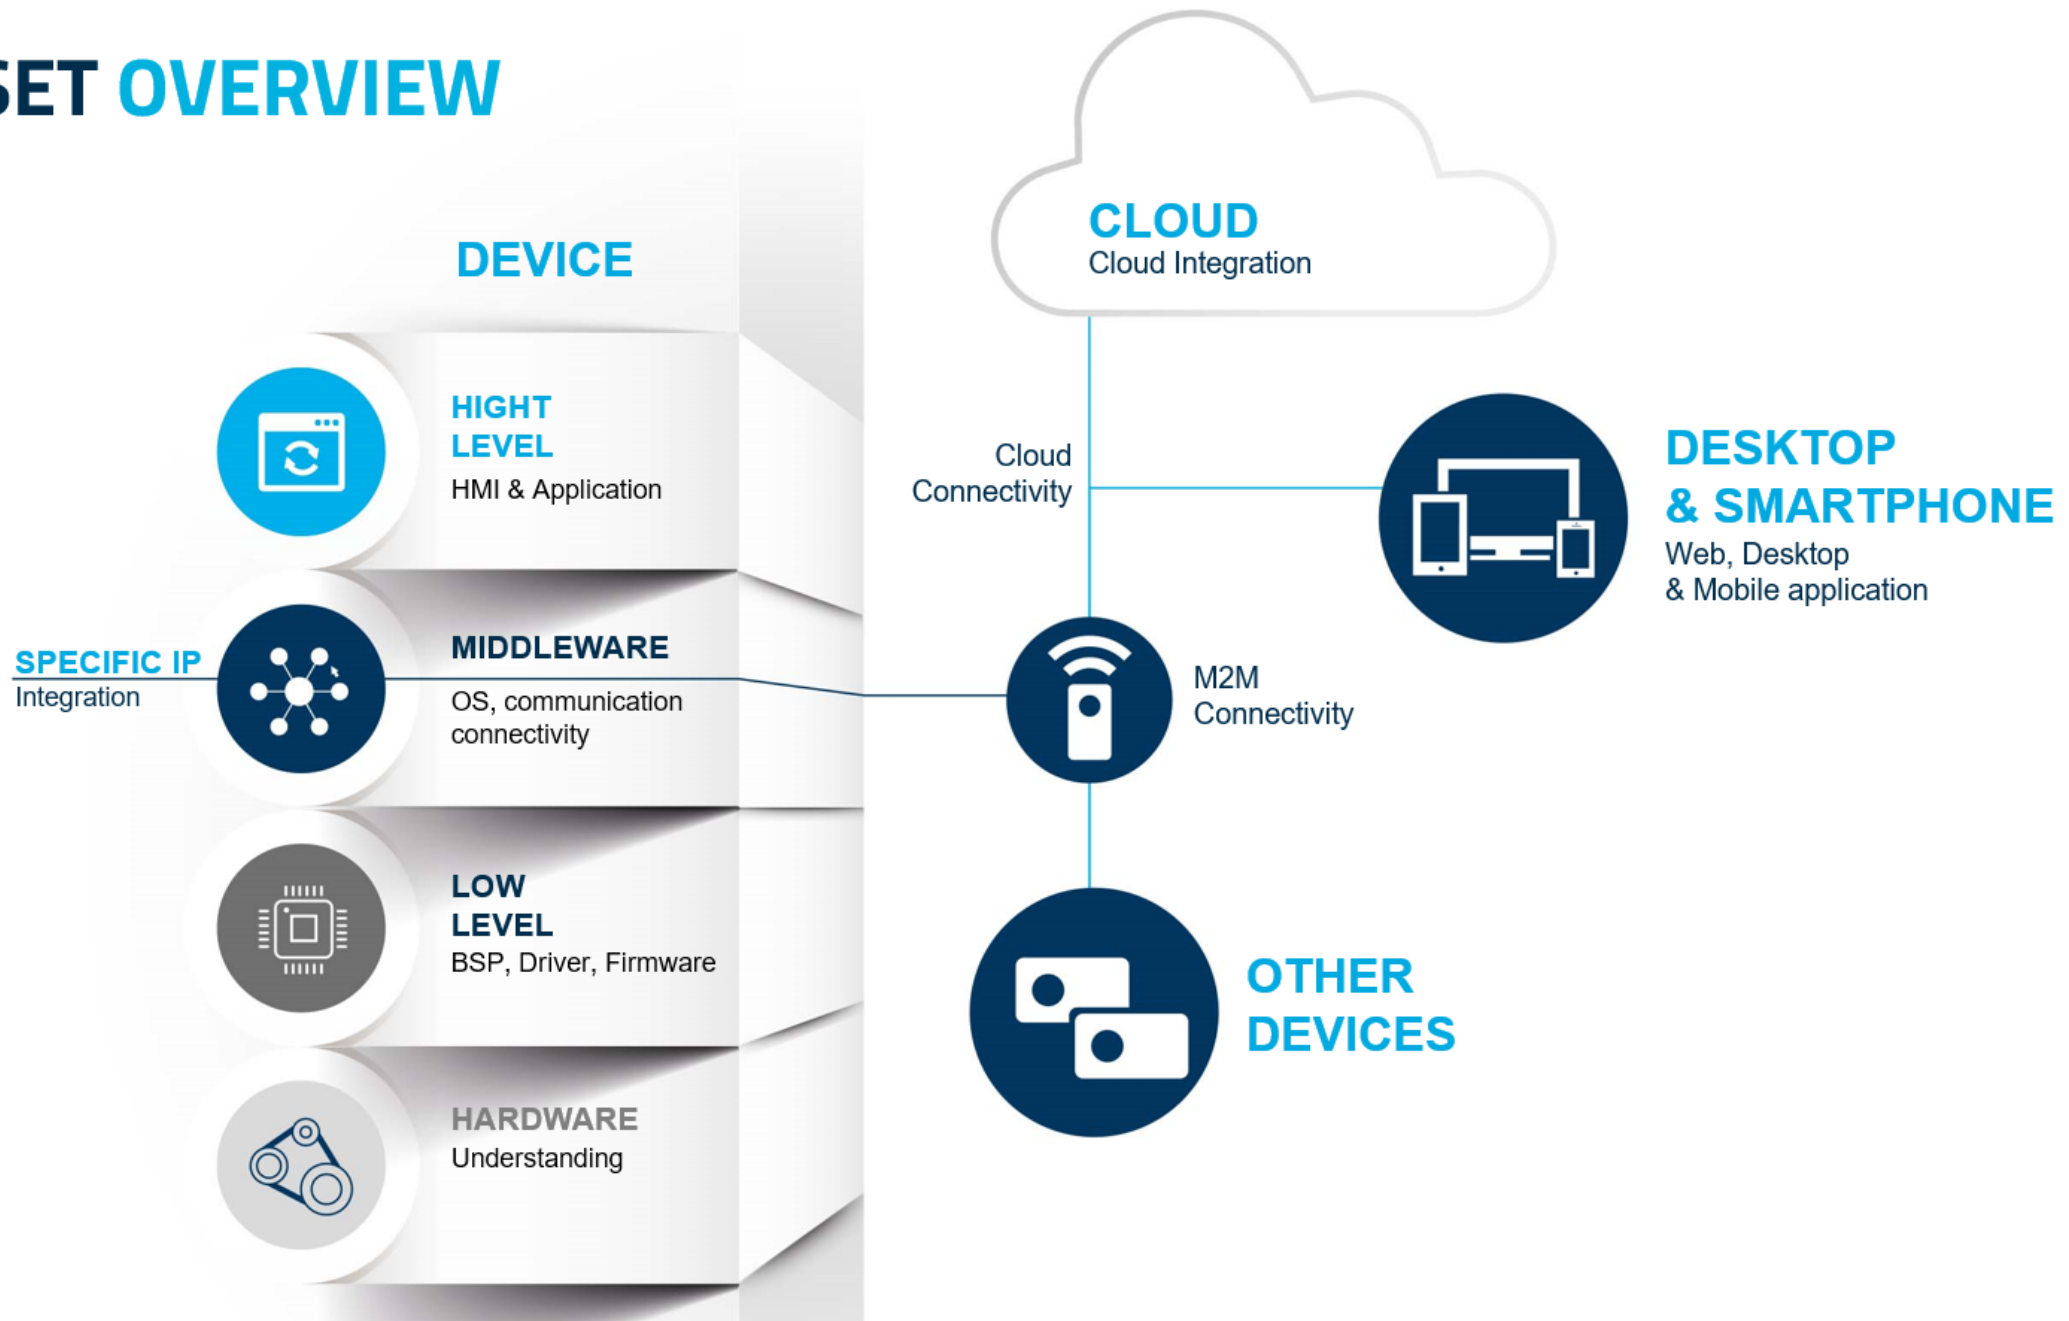 SET OVERVIEW
DEVICE
HIGHT
LEVEL
HMI & Application
SPECIFIC IP
Integration
MIDDLEWARE
OS, communication
connectivity
LOW
LEVEL
BSP, Driver, Firmware
HARDWARE
Understanding
CLOUD
Cloud Integration
Cloud
Connectivity
DESKTOP
& SMARTPHONE
Web, Desktop
& Mobile application
M2M
Connectivity
OTHER
DEVICES